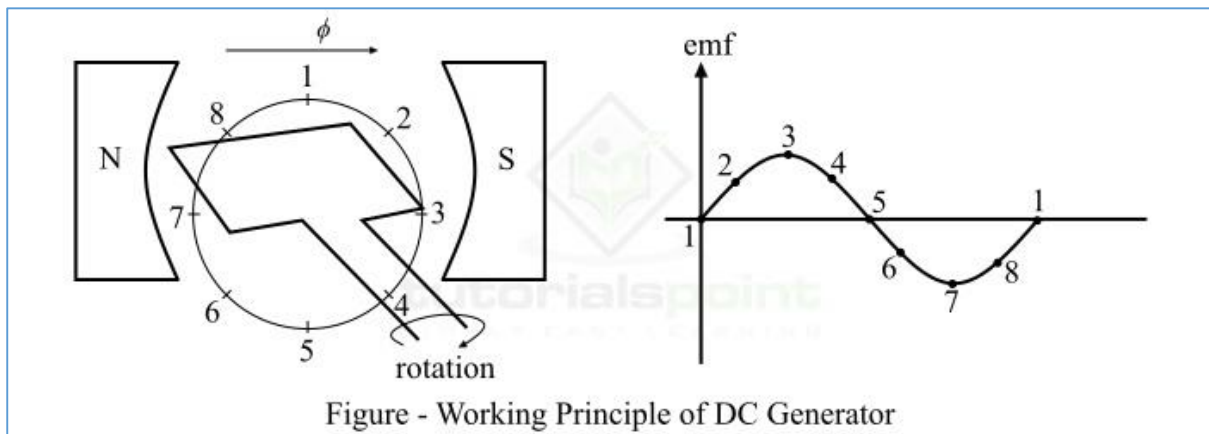 ϕ
1
8
2
N
S
7
3
6
4
5
rotation
emf
3
2
4
1
5
1
6
8
7
tutorialspoint
Figure - Working Principle of DC Generator